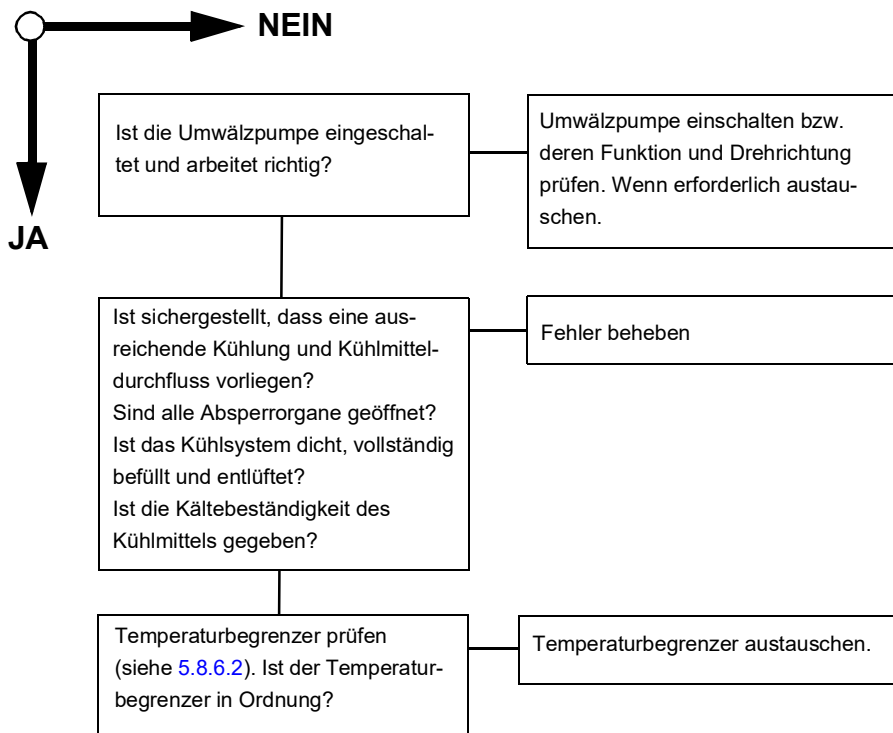 NEIN
JA
Ist die Umwälzpumpe eingeschal-
tet und arbeitet richtig?
Umwälzpumpe einschalten bzw.
deren Funktion und Drehrichtung
prüfen. Wenn erforderlich austau-
schen.
Ist sichergestellt, dass eine aus-
reichende Kühlung und Kühlmittel-
durchfluss vorliegen?
Sind alle Absperrorgane geöffnet?
Ist das Kühlsystem dicht, vollständig
befüllt und entlüftet?
Ist die Kältebeständigkeit des
Kühlmittels gegeben?
Fehler beheben
Temperaturbegrenzer prüfen
(siehe 5.8.6.2). Ist der Temperatur-
begrenzer in Ordnung?
Temperaturbegrenzer austauschen.